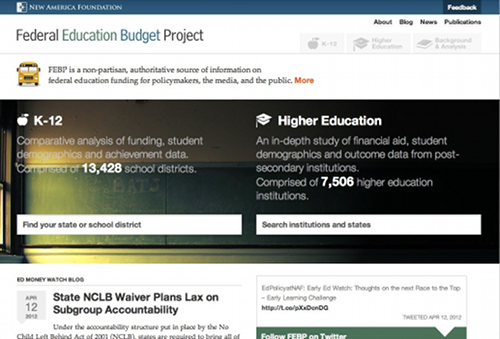 NEW AMERICA FOUNDATION
Feedback
About Blog News Publications
Federal Education Budget Project
K-12
Higher Education
Background & Analysis
FEBP is a non-partisan, authoritative source of information on
federal education funding for policymakers, the media, and the public. More
K-12
Comparative analysis of funding, student
demographics and achievement data.
Comprised of 13,428 school districts.
Find your state or school district
Higher Education
An in-depth study of financial aid, student
demographics and outcome data from post-
secondary institutions.
Comprised of 7,506 higher education
institutions.
Search institutions and states
ED MONEY WATCH BLOG
APR
12
2012
State NCLB Waiver Plans Lax on
Subgroup Accountability
Under the accountability structure put in place by the No
Child Left Behind Act of 2001 (NCLB), states are required to bring all of
EdPolicyatNAF: Early Ed Watch: Thoughts on the next Race to the Top
– Early Learning Challenge
http://t.co/pXxDonDG
TWEETED APR 12, 2012
Follow FEBP on Twitter